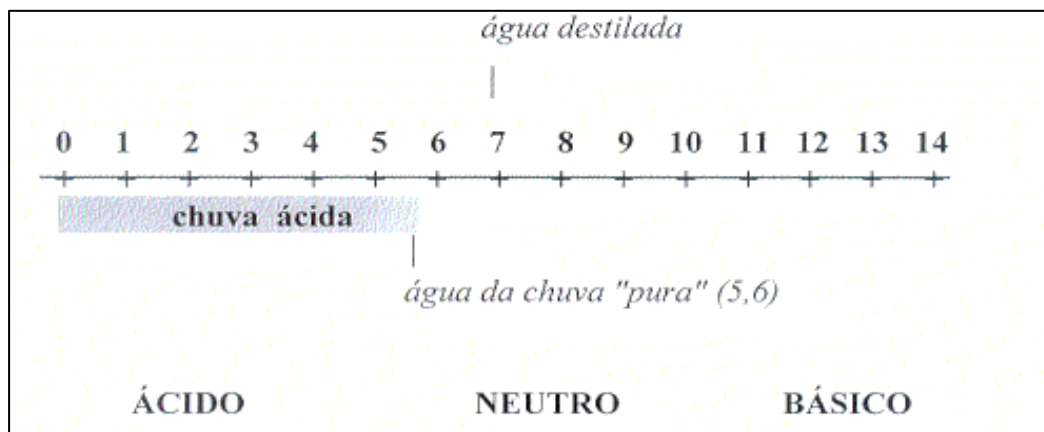 água destilada
0 1 2 3 4 5 6 7 8 9 10 11 12 13 14
chuva ácida
água da chuva "pura" (5,6)
ÁCIDO NEUTRO BÁSICO